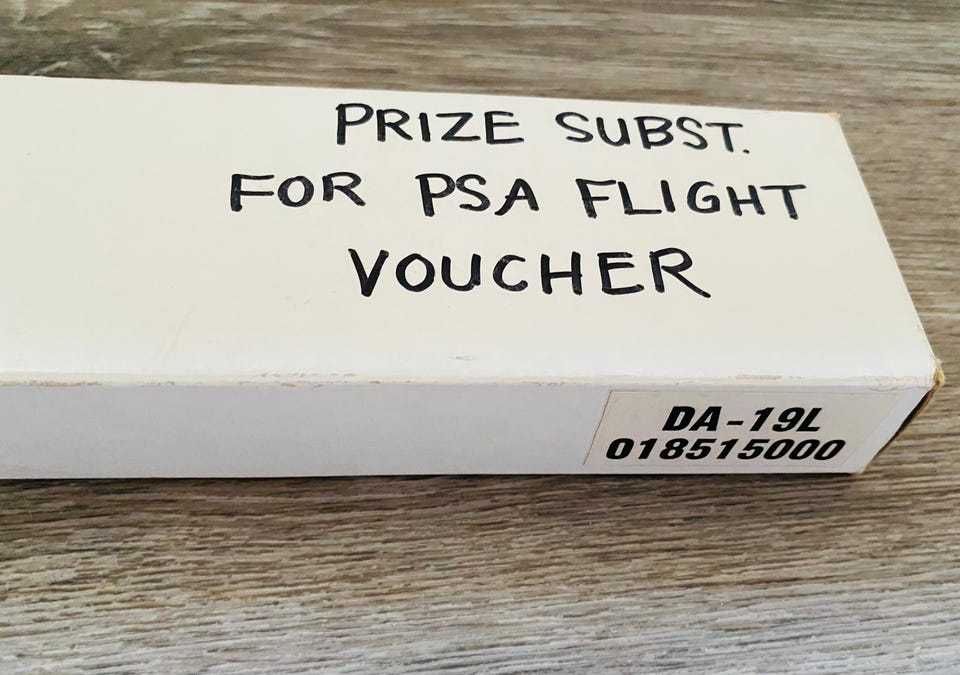 PRIZE SUBST.
FOR PSA FLIGHT
VOUCHER
DA-19L
018515000